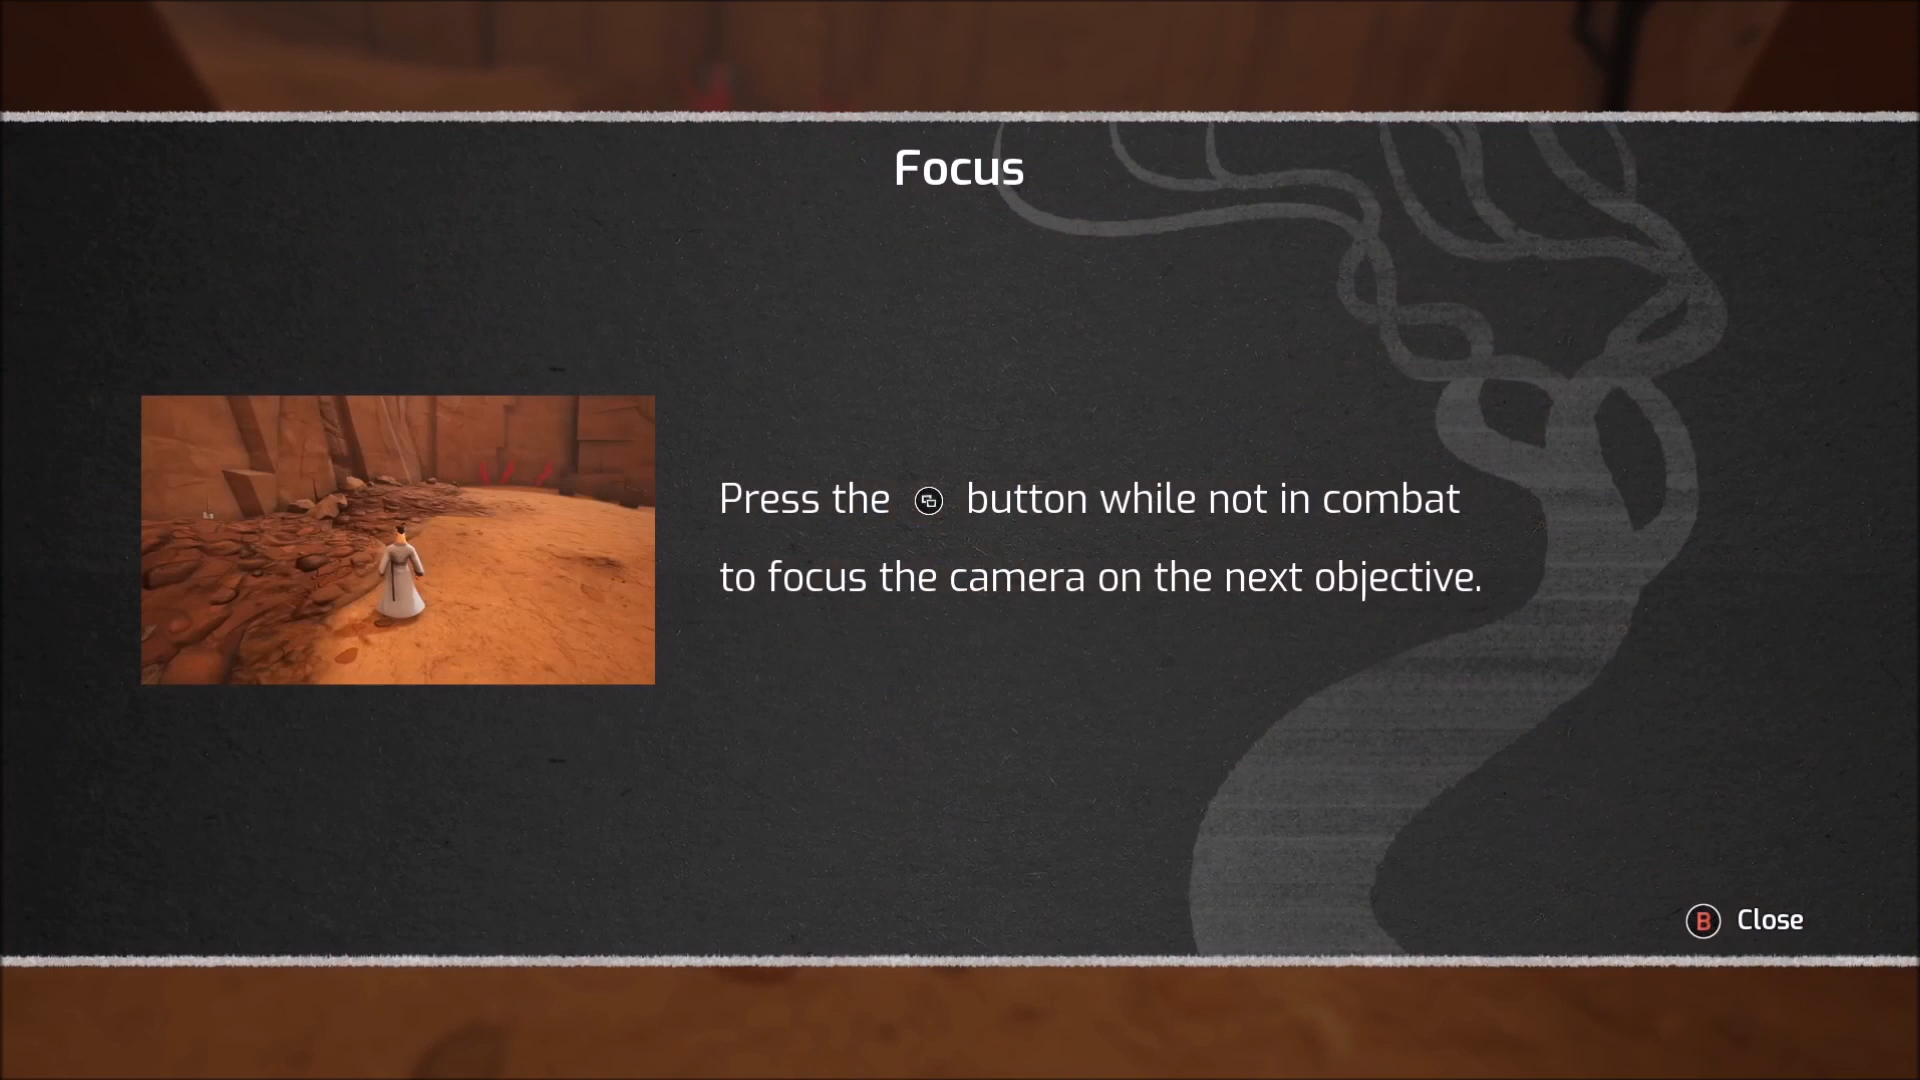 Focus
Press the button while not in combat
to focus the camera on the next objective.
B Close